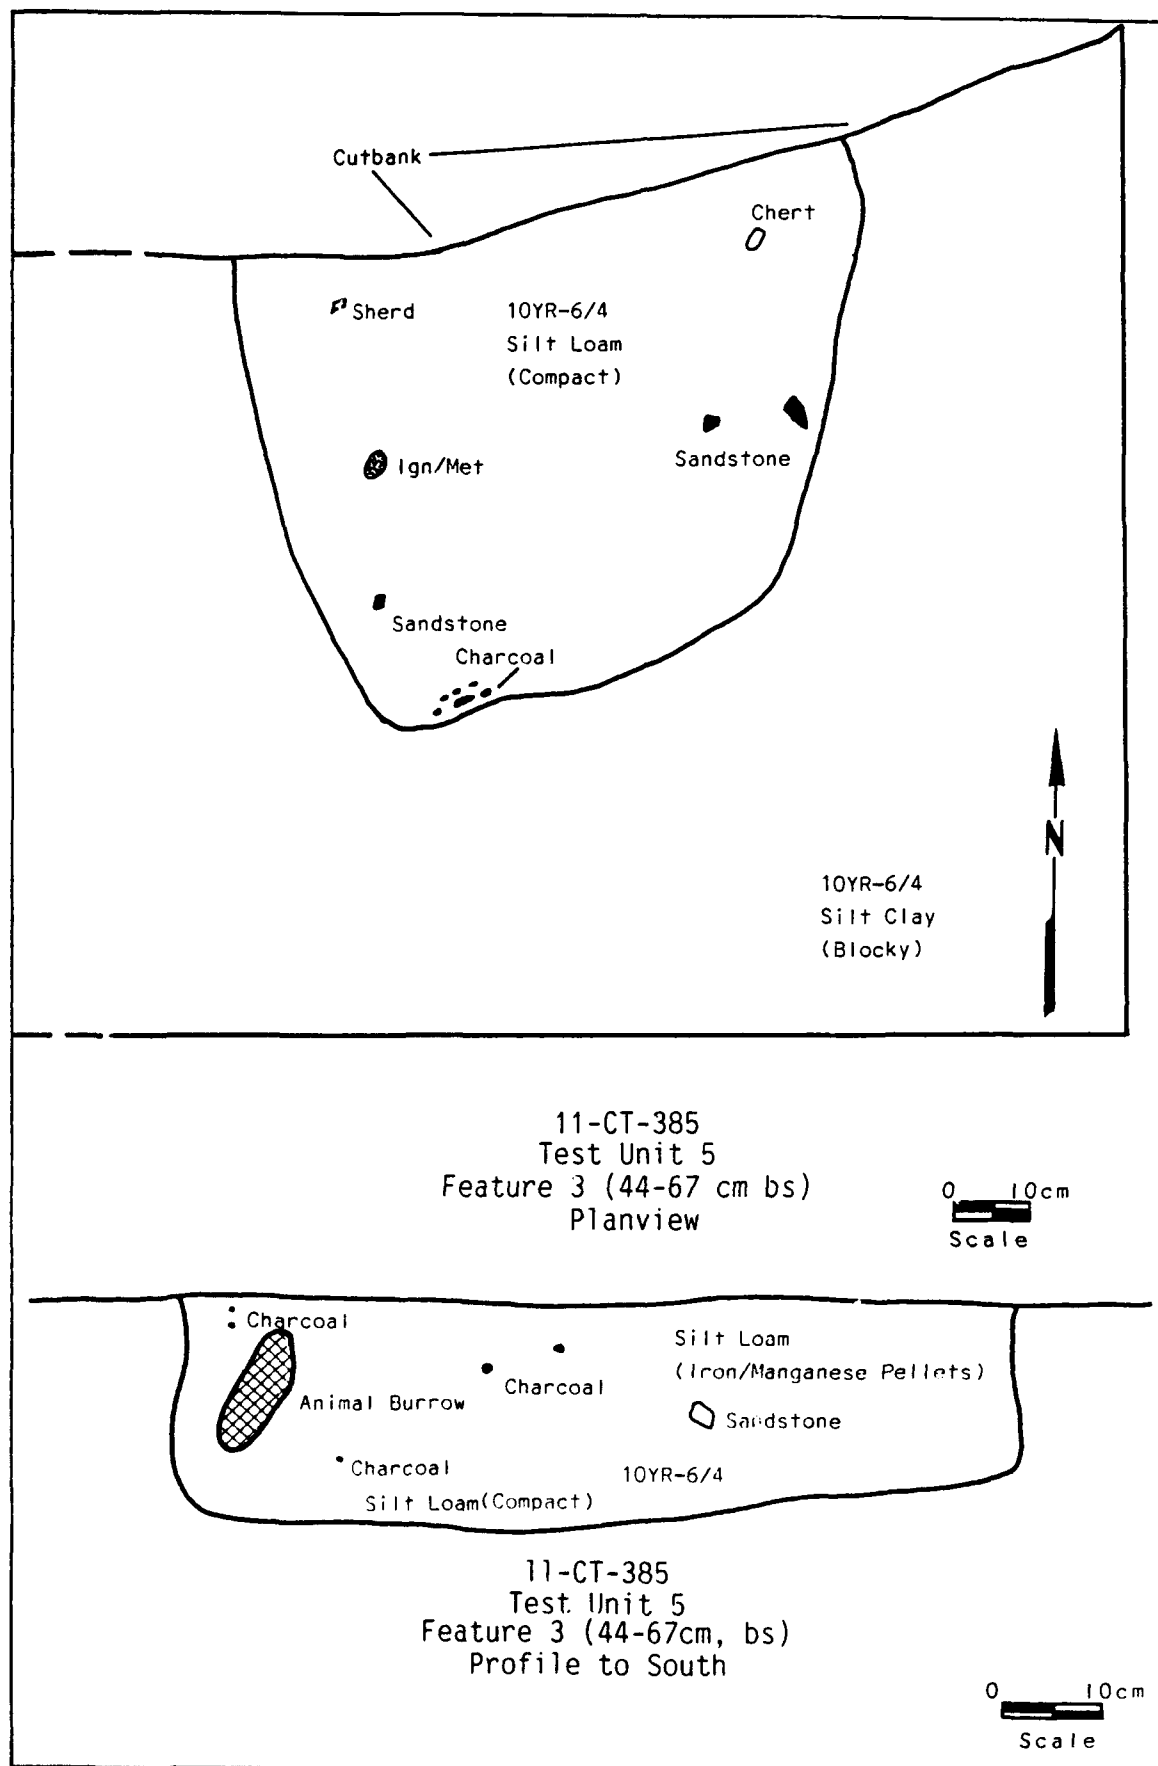 Cutbank
Chert
Sherd
10YR-6/4
Silt Loam
(Compact)
Ign/Met
Sandstone
Sandstone
Charcoal
N
10YR-6/4
Silt Clay
(Blocky)
11-CT-385
Test Unit 5
Feature 3 (44-67 cm bs)
Planview
0 10cm
Scale
Charcoal
Silt Loam
(Iron/Manganese Pellets)
Charcoal
Animal Burrow
Sandstone
Charcoal
10YR-6/4
Silt Loam(Compact)
11-CT-385
Test Unit 5
Feature 3 (44-67cm, bs)
Profile to South
0 10cm
Scale